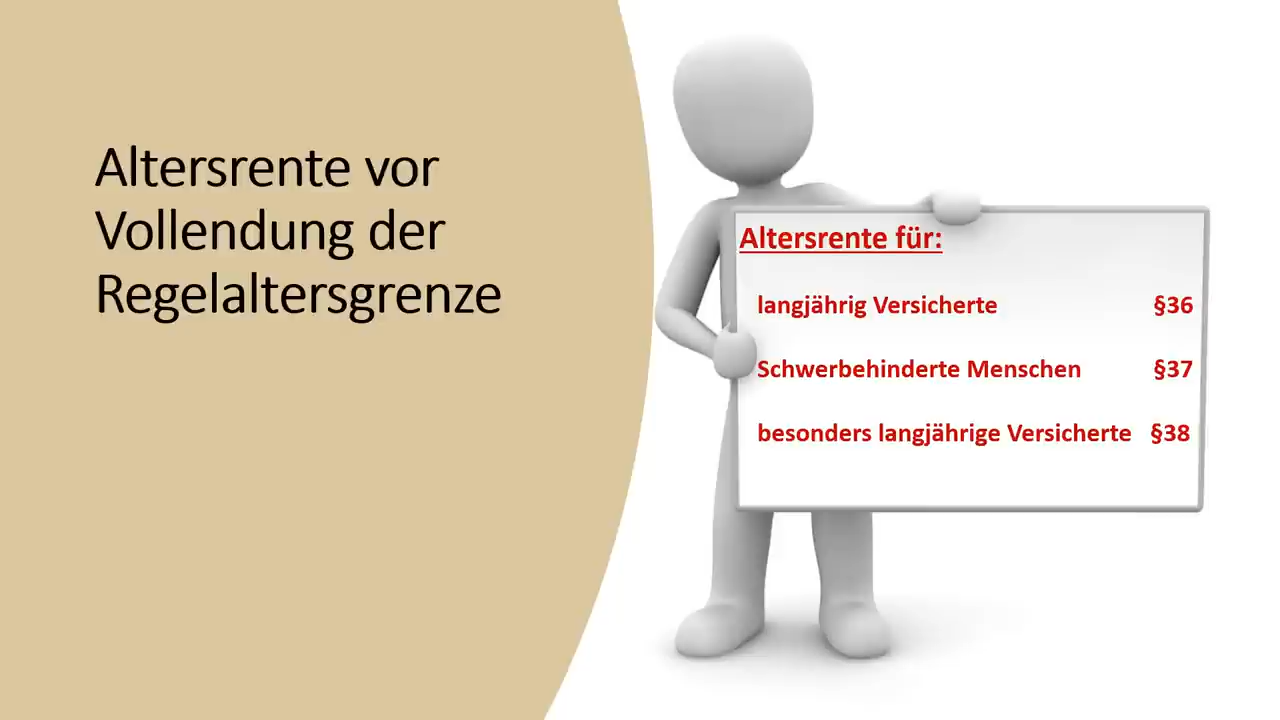 Altersrente vor
Vollendung der
Regelaltersgrenze
Altersrente für:
langjährig Versicherte §36
Schwerbehinderte Menschen §37
besonders langjährige Versicherte §38